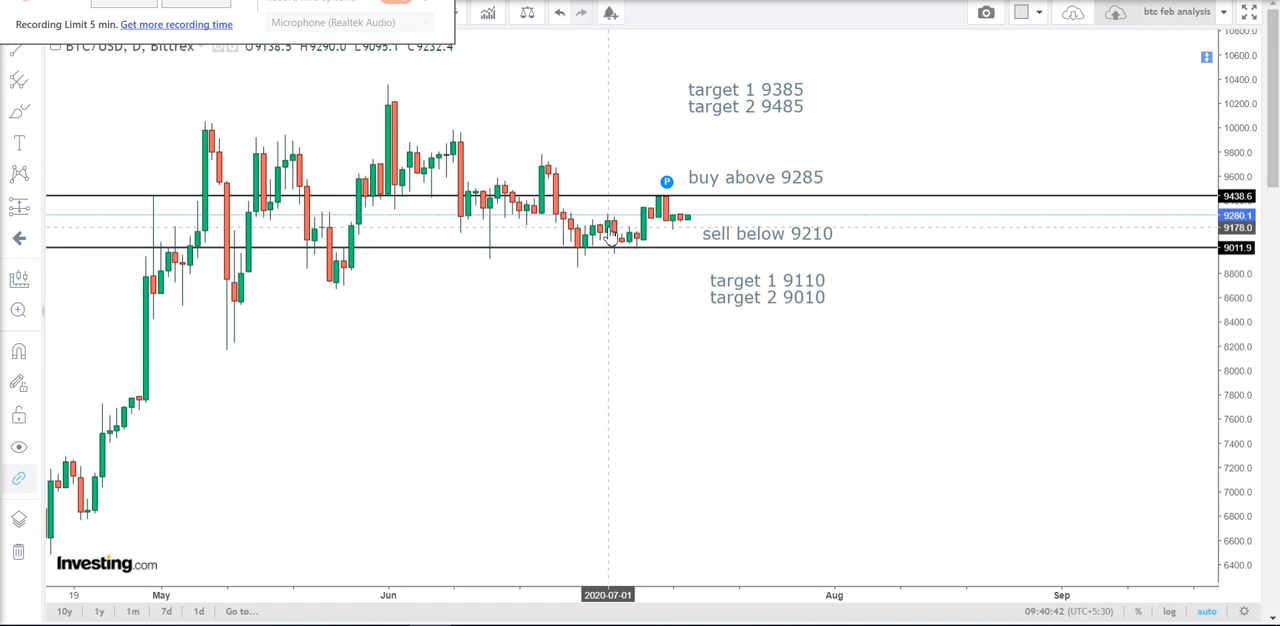 Recording Limit 5 min. Get more recording time
Microphone (Realtek Audio)
btc feb analysis
BTC/USD, D, Bittrex
O9138.5 H9290.0 L9095.1 C9232.4
target 1 9385
target 2 9485
buy above 9285
sell below 9210
target 1 9110
target 2 9010
P
10800.0
10600.0
10400.0
10200.0
10000.0
9800.0
9600.0
9438.6
9280.1
9178.0
9011.9
8800.0
8600.0
8400.0
8200.0
8000.0
7800.0
7600.0
7400.0
7200.0
7000.0
6800.0
6600.0
6400.0
Investing.com
19 May Jun 2020-07-01 Aug Sep
10y 1y 1m 7d 1d Go to... 09:40:42 (UTC+5:30) % log auto